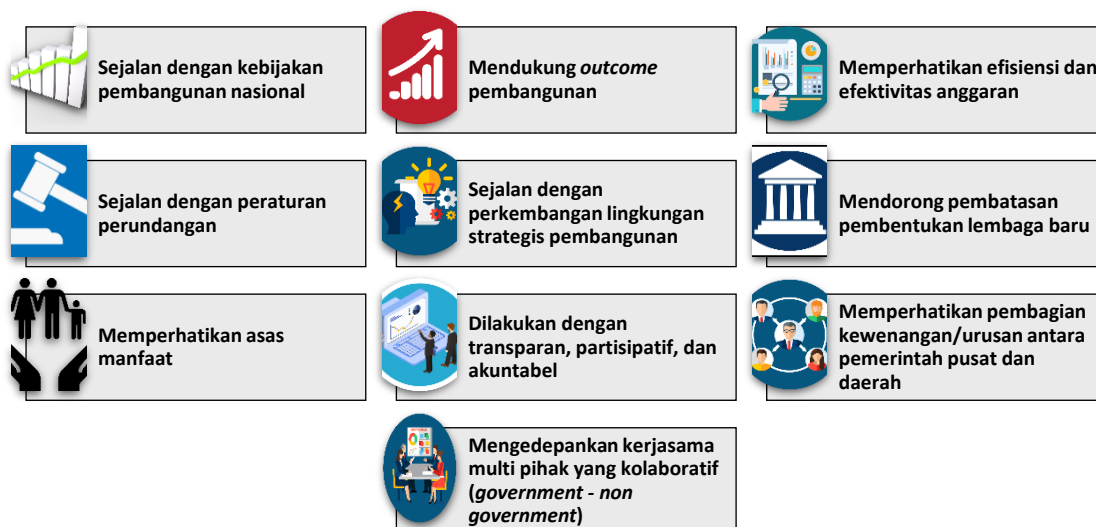 Sejalan dengan kebijakan
pembangunan nasional
Mendukung outcome
pembangunan
Memperhatikan efisiensi dan
efektivitas anggaran
Sejalan dengan peraturan
perundangan
Sejalan dengan
perkembangan lingkungan
strategis pembangunan
Mendorong pembatasan
pembentukan lembaga baru
Memperhatikan asas
manfaat
Dilakukan dengan
transparan, partisipatif, dan
akuntabel
Memperhatikan pembagian
kewenangan/urusan antara
pemerintah pusat dan
daerah
Mengedepankan kerjasama
multi pihak yang kolaboratif
(government - non
government)